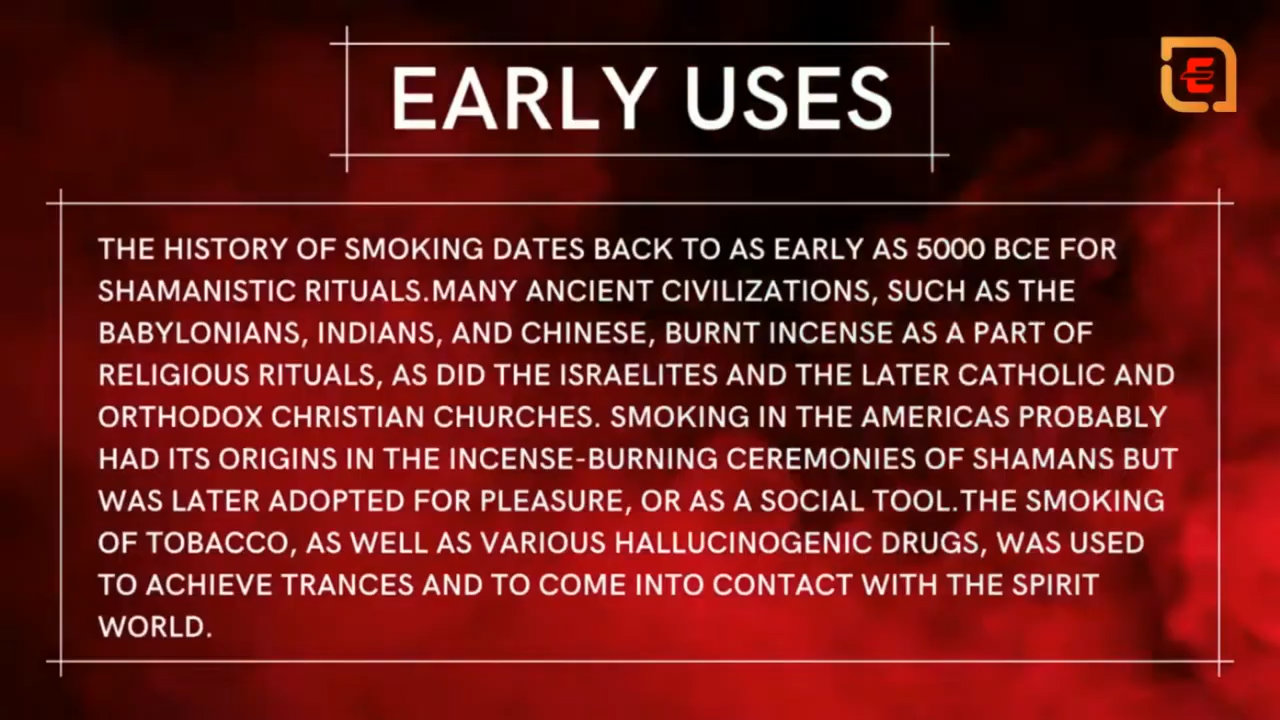 EARLY USES
E
THE HISTORY OF SMOKING DATES BACK TO AS EARLY AS 5000 BCE FOR
SHAMANISTIC RITUALS.MANY ANCIENT CIVILIZATIONS, SUCH AS THE
BABYLONIANS, INDIANS, AND CHINESE, BURNT INCENSE AS A PART OF
RELIGIOUS RITUALS, AS DID THE ISRAELITES AND THE LATER CATHOLIC AND
ORTHODOX CHRISTIAN CHURCHES. SMOKING IN THE AMERICAS PROBABLY
HAD ITS ORIGINS IN THE INCENSE-BURNING CEREMONIES OF SHAMANS BUT
WAS LATER ADOPTED FOR PLEASURE, OR AS A SOCIAL TOOL.THE SMOKING
OF TOBACCO, AS WELL AS VARIOUS HALLUCINOGENIC DRUGS, WAS USED
TO ACHIEVE TRANCES AND TO COME INTO CONTACT WITH THE SPIRIT
WORLD.